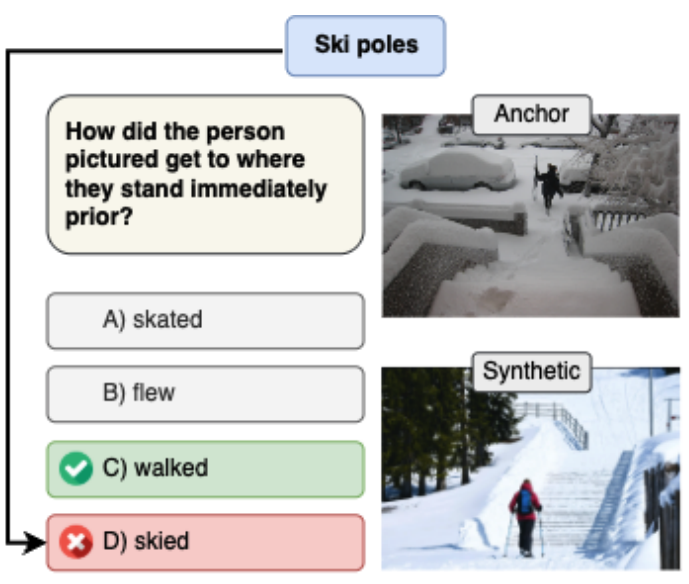 Ski poles
How did the person
pictured get to where
they stand immediately
prior?
Anchor
A) skated
B) flew
Synthetic
C) walked
D) skied